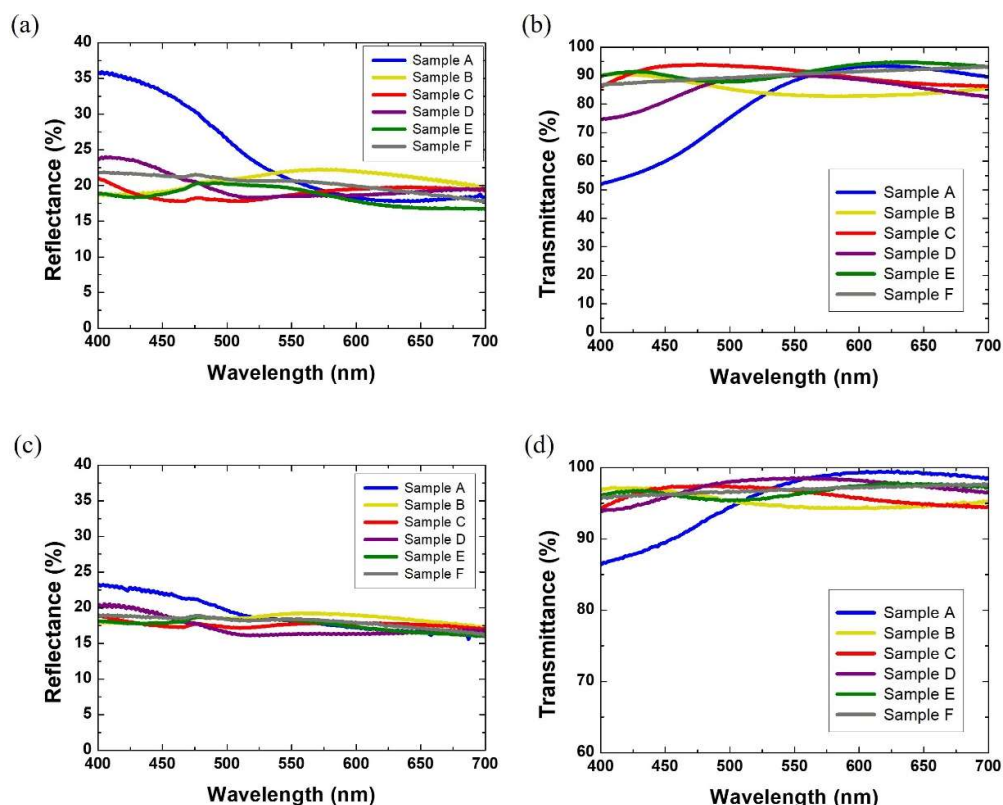 (a)
40
35
30
25
20
15
10
5
0
Reflectance (%)
400 450 500 550 600 650 700
Wavelength (nm)
Sample A
Sample B
Sample C
Sample D
Sample E
Sample F
(b)
100
90
80
70
60
50
40
30
20
10
0
Transmittance (%)
400 450 500 550 600 650 700
Wavelength (nm)
Sample A
Sample B
Sample C
Sample D
Sample E
Sample F
(c)
40
35
30
25
20
15
10
5
0
Reflectance (%)
400 450 500 550 600 650 700
Wavelength (nm)
Sample A
Sample B
Sample C
Sample D
Sample E
Sample F
(d)
100
90
80
70
60
Transmittance (%)
400 450 500 550 600 650 700
Wavelength (nm)
Sample A
Sample B
Sample C
Sample D
Sample E
Sample F